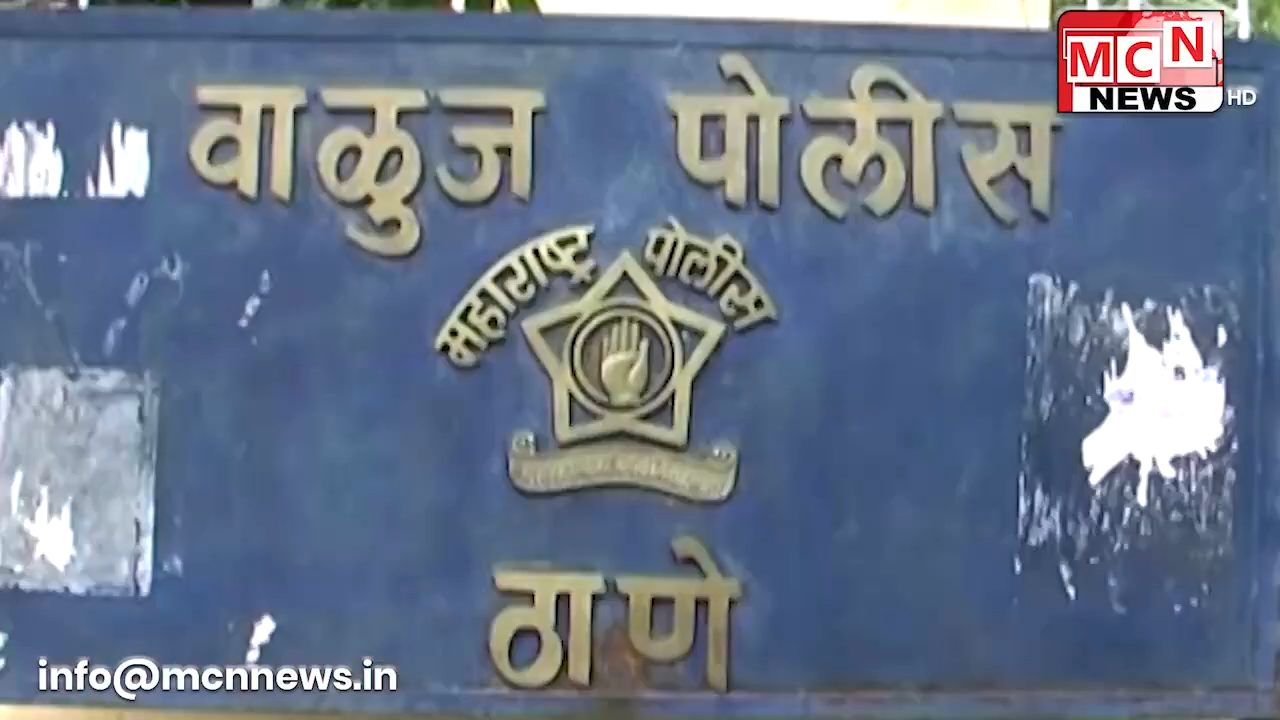 MCN
NEWS HD
वाळुज पोलीस
महाराष्ट्र पोलीस
ठाणे
info@mcnnews.in